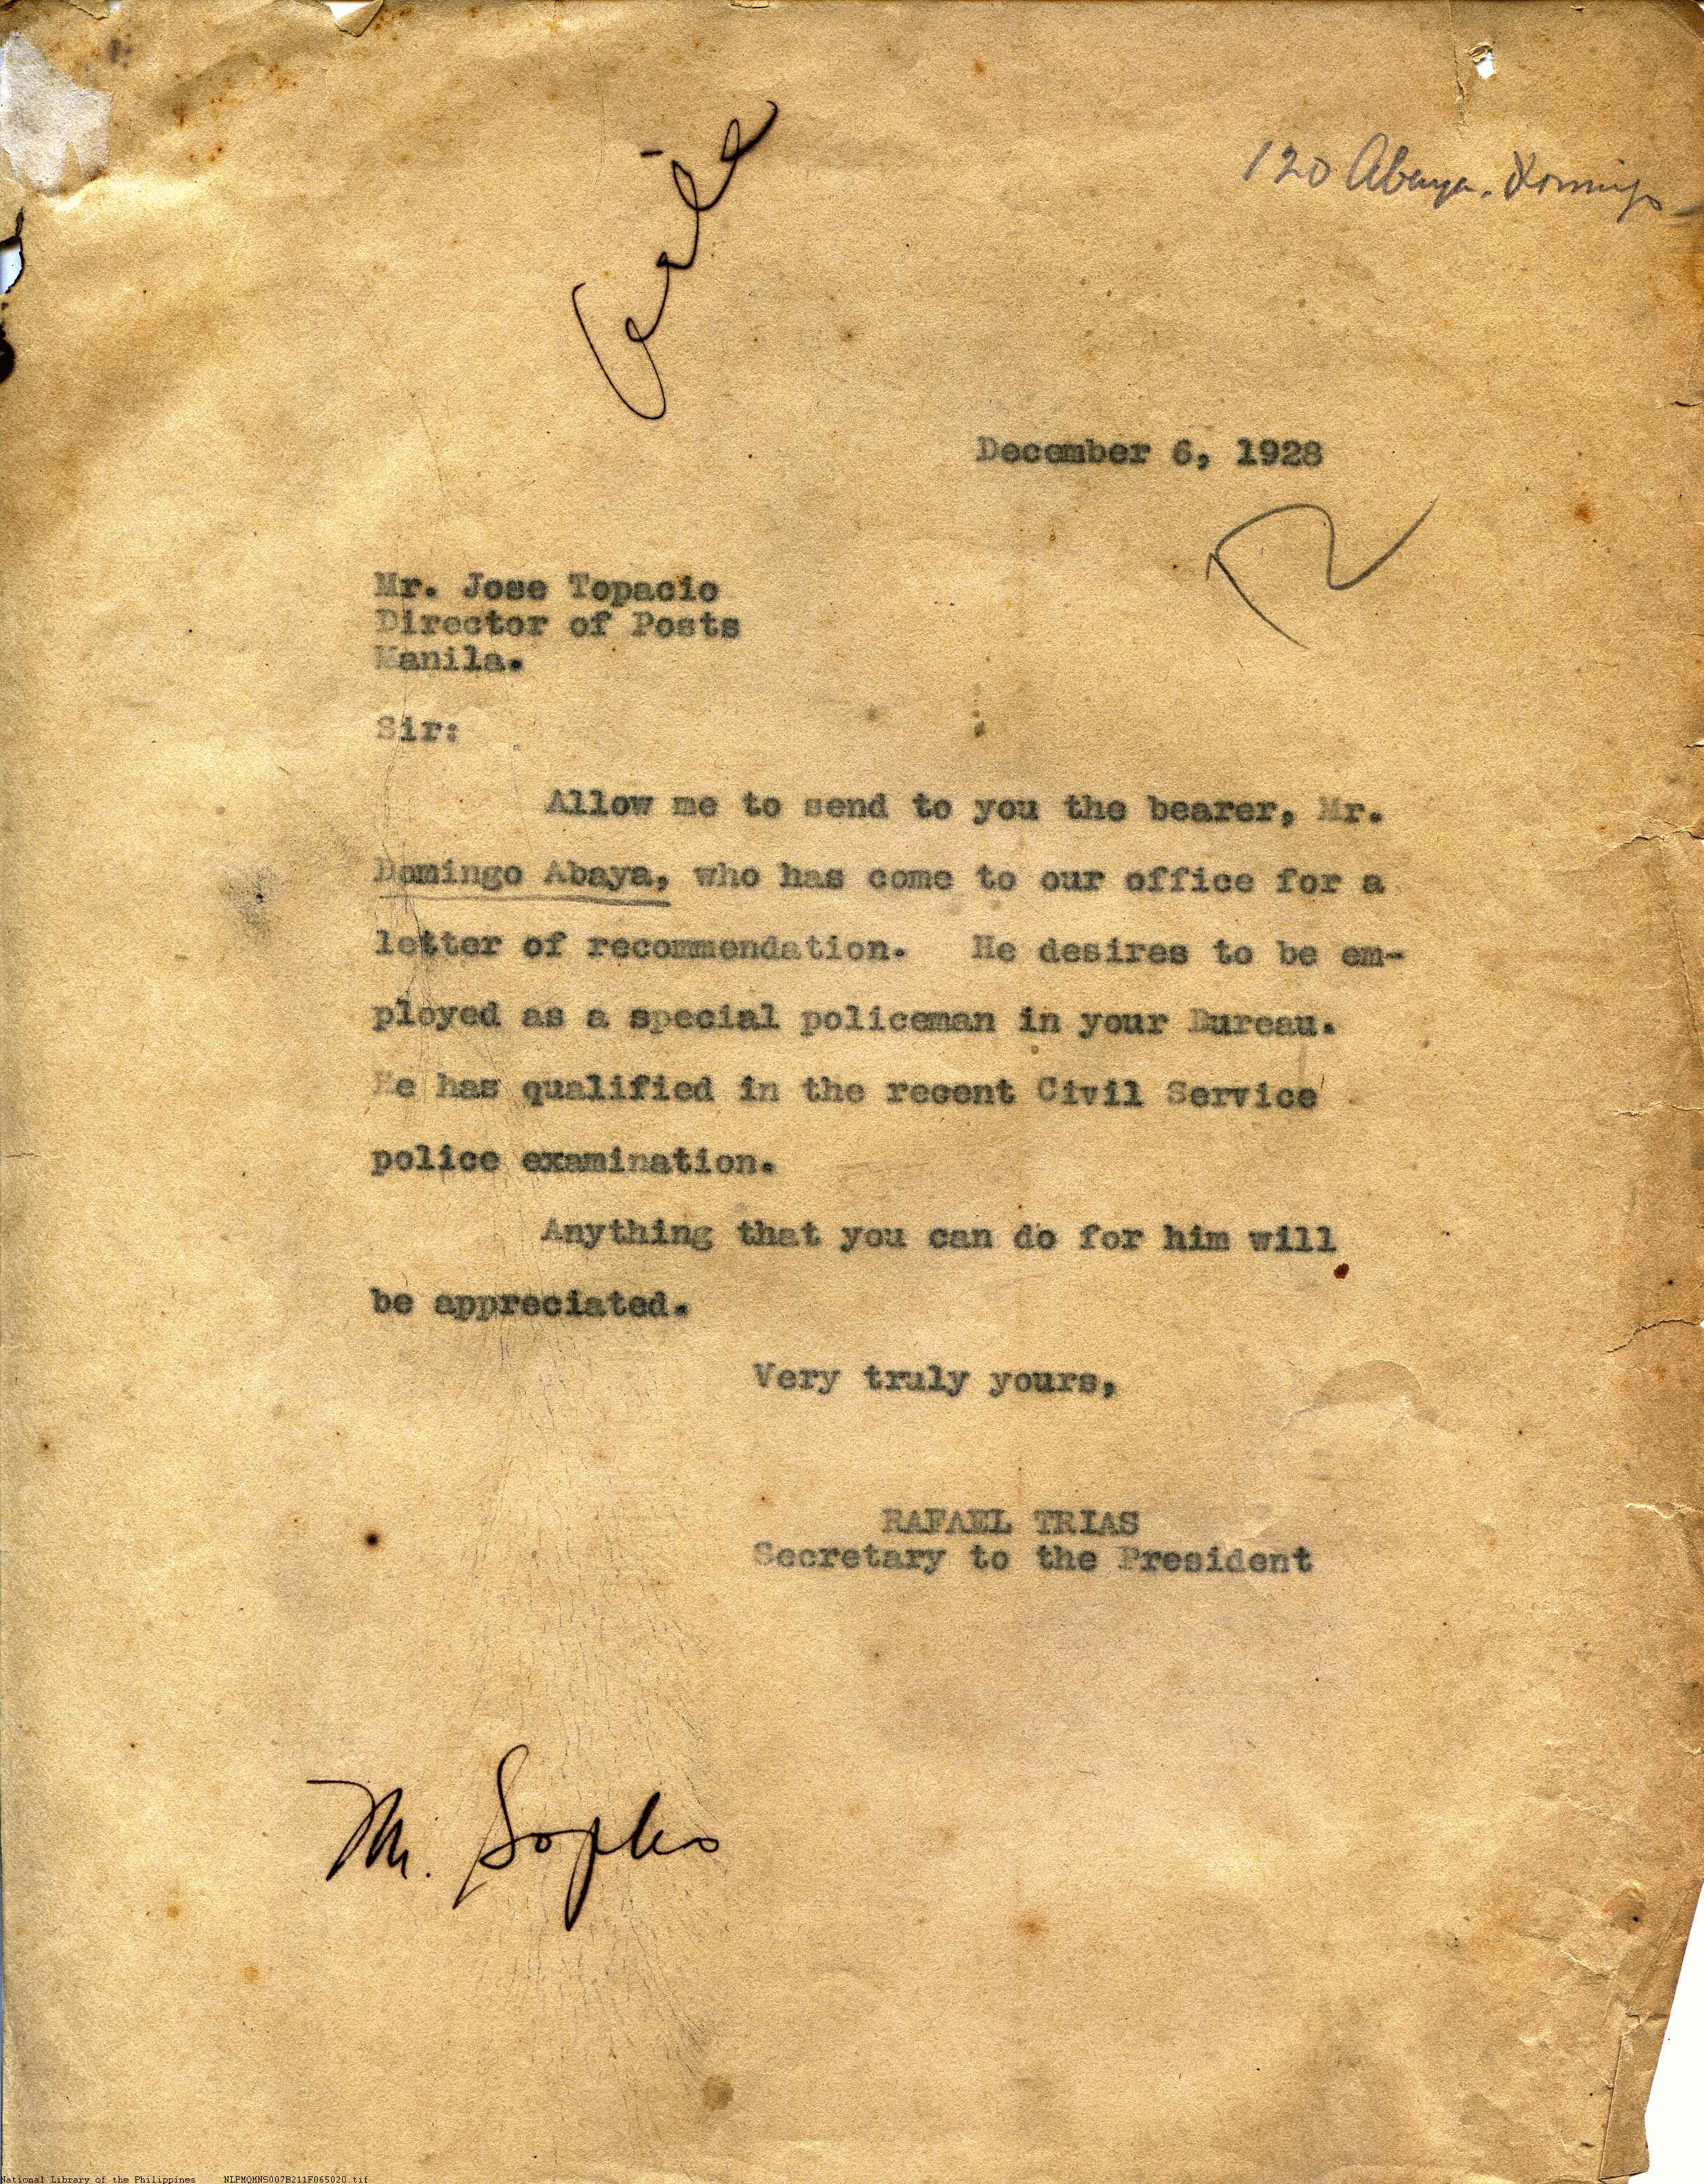 120 Abaya, Domingo
December 6, 1928
Mr. Jose Topacio
Director of Posts
Manila.
Sir:
Allow me to send to you the bearer, Mr.
Domingo Abaya, who has come to our office for a
letter of recommendation. He desires to be em-
ployed as a special policeman in your Bureau.
He has qualified in the recent Civil Service
police examination.
Anything that you can do for him will
be appreciated.
Very truly yours,
RAFAEL TRIAS
Secretary to the President
National Library of the Philippines NLPMQMNS007B211F065020.tif